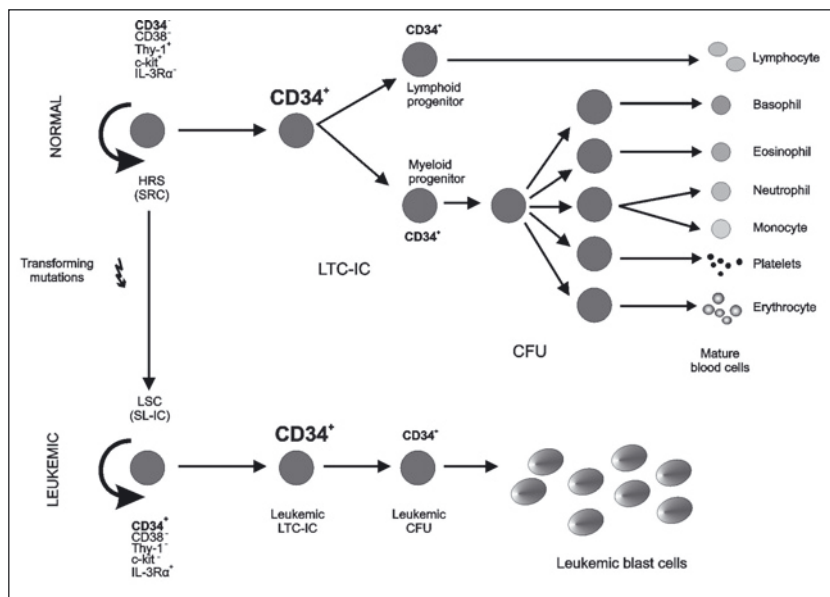 CD34⁻
CD38⁻
Thy-1⁺
c-kit⁺
IL-3Rα⁻
NORMAL
HRS
(SRC)
CD34⁺
CD34⁺
Lymphoid
progenitor
Myeloid
progenitor
CD34⁺
LTC-IC
CFU
Lymphocyte
Basophil
Eosinophil
Neutrophil
Monocyte
Platelets
Erythrocyte
Mature
blood cells
Transforming
mutations
LSC
(SL-IC)
LEUKEMIC
CD34⁺
CD38⁻
Thy-1⁻
c-kit⁻
IL-3Rα⁺
CD34⁺
Leukemic
LTC-IC
CD34⁺
Leukemic
CFU
Leukemic blast cells